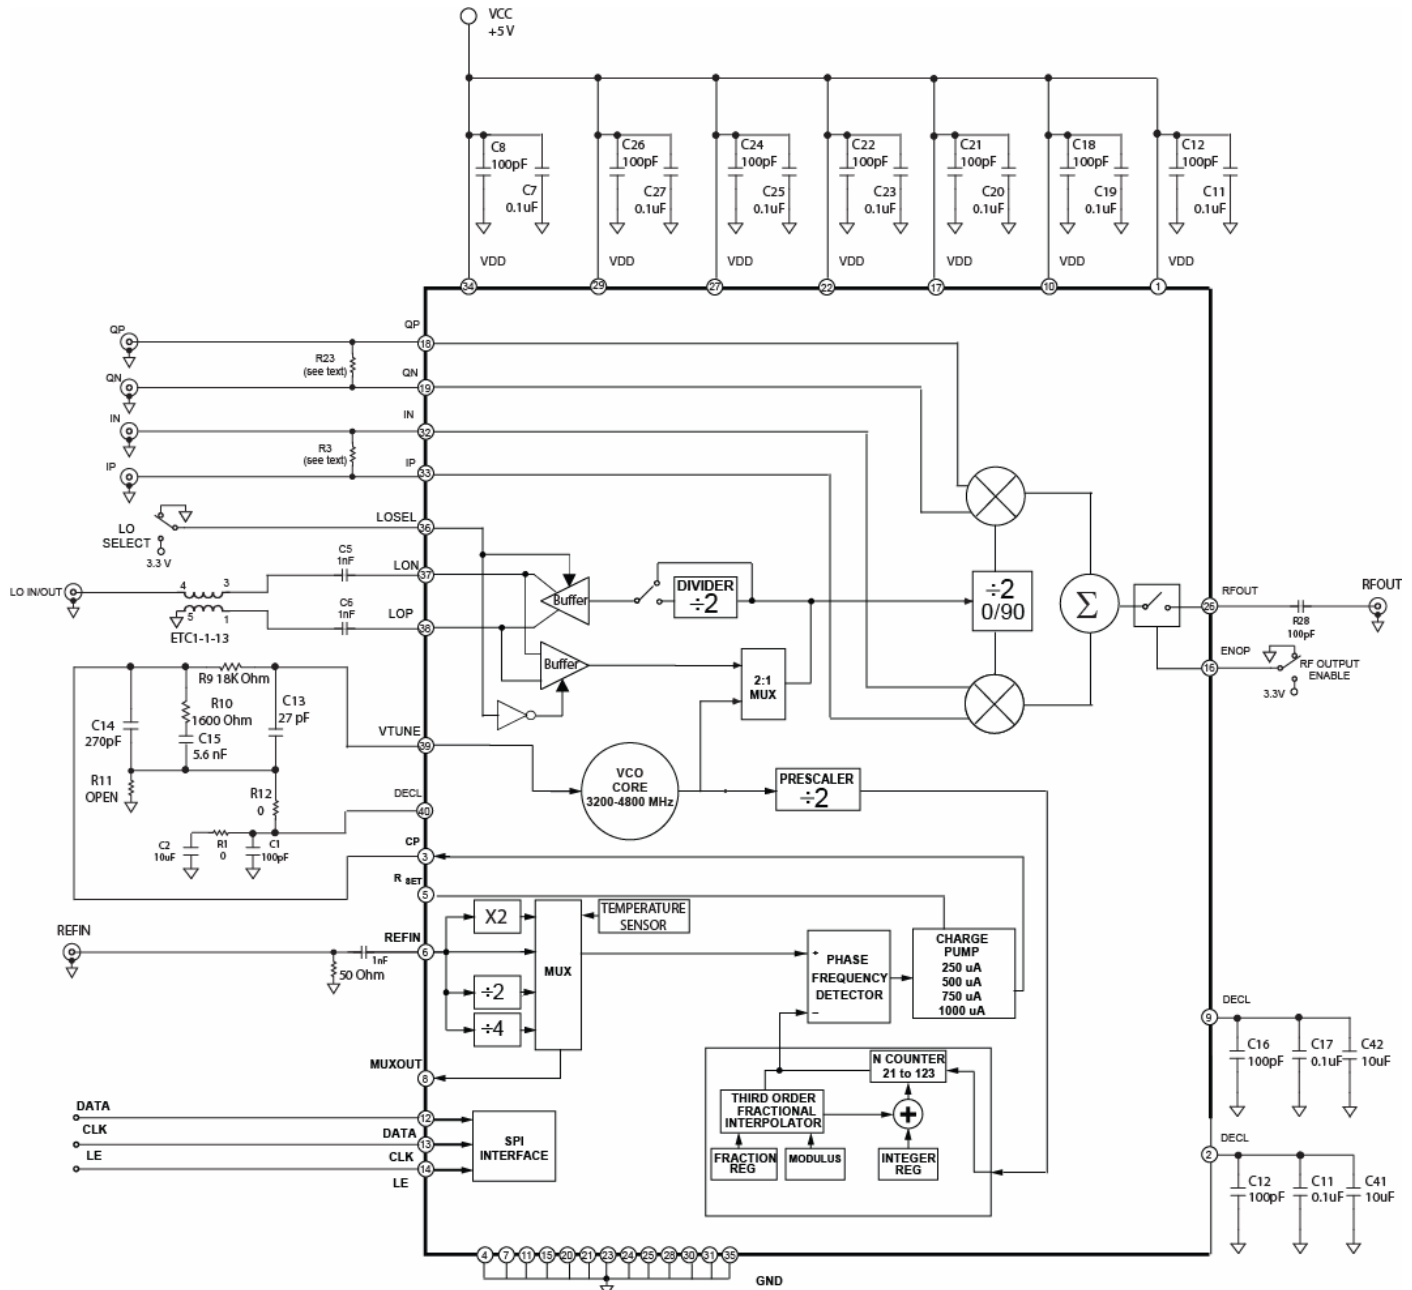 VCC
+5 V
C8
100pF
C7
0.1uF
C26
100pF
C27
0.1uF
C24
100pF
C25
0.1uF
C22
100pF
C23
0.1uF
C21
100pF
C20
0.1uF
C18
100pF
C19
0.1uF
C12
100pF
C11
0.1uF
VDD
VDD
VDD
VDD
VDD
VDD
VDD
34
29
27
22
17
10
1
QP
QP
18
R23
(see text)
QN
QN
19
IN
IN
32
R3
(see text)
IP
IP
33
LO
SELECT
3.3 V
LOSEL
36
LO IN/OUT
4
3
5
1
ETC1-1-13
C5
1nF
LON
37
C6
1nF
LOP
38
Buffer
DIVIDER
÷2
Buffer
2:1
MUX
÷2
0/90
Σ
RFOUT
26
R28
100pF
RFOUT
ENOP
16
RF OUTPUT
ENABLE
3.3V
R9 18K Ohm
R10
1600 Ohm
C13
27 pF
C14
270pF
C15
5.6 nF
R11
OPEN
R12
0
C2
10uF
R1
0
C1
100pF
VTUNE
39
DECL
40
CP
3
R SET
5
VCO
CORE
3200-4800 MHz
PRESCALER
÷2
REFIN
50 Ohm
1nF
REFIN
6
X2
÷2
÷4
MUX
TEMPERATURE
SENSOR
+
PHASE
FREQUENCY
DETECTOR
–
CHARGE
PUMP
250 uA
500 uA
750 uA
1000 uA
MUXOUT
8
N COUNTER
21 to 123
THIRD ORDER
FRACTIONAL
INTERPOLATOR
+
FRACTION
REG
MODULUS
INTEGER
REG
DATA
12
CLK
DATA
13
LE
CLK
14
LE
SPI
INTERFACE
DECL
9
C16
100pF
C17
0.1uF
C42
10uF
DECL
2
C12
100pF
C11
0.1uF
C41
10uF
4 7 11 15 20 21 23 24 25 28 30 31 35
GND